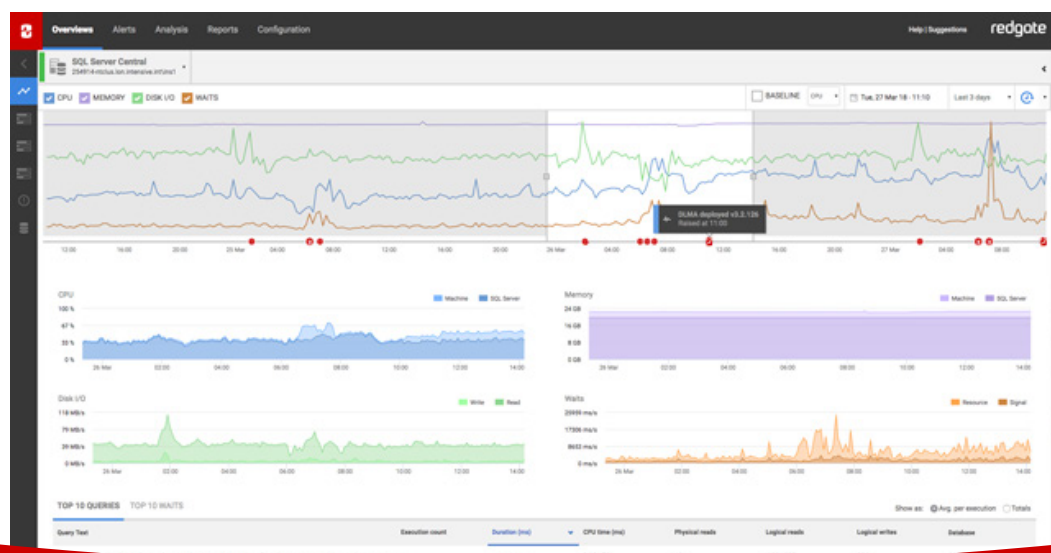 Overviews Alerts Analysis Reports Configuration Help | Suggestions redgate
SQL Server Central
CPU MEMORY DISK I/O WAITS BASELINE CPU Tue, 27 Mar 18 - 11:10 Last 3 days
DLMA deployed v5.2.126
Raised at 11:00
12:00 16:00 20:00 25 Mar 04:00 08:00 12:00 16:00 20:00 26 Mar 04:00 08:00 12:00 16:00 20:00 27 Mar 04:00 08:00
CPU Machine SQL Server
100 %
67 %
33 %
0 %
26 Mar 02:00 04:00 06:00 08:00 10:00 12:00 14:00
Memory Machine SQL Server
24 GB
16 GB
8 GB
0 GB
26 Mar 02:00 04:00 06:00 08:00 10:00 12:00 14:00
Disk I/O Write Read
118 MB/s
79 MB/s
39 MB/s
0 MB/s
26 Mar 02:00 04:00 06:00 08:00 10:00 12:00 14:00
Waits Resource Signal
25959 ms/s
17306 ms/s
8653 ms/s
0 ms/s
26 Mar 02:00 04:00 06:00 08:00 10:00 12:00 14:00
TOP 10 QUERIES TOP 10 WAITS Show as: Avg. per execution Totals
Query Text Execution count Duration (ms) CPU time (ms) Physical reads Logical reads Logical writes Database